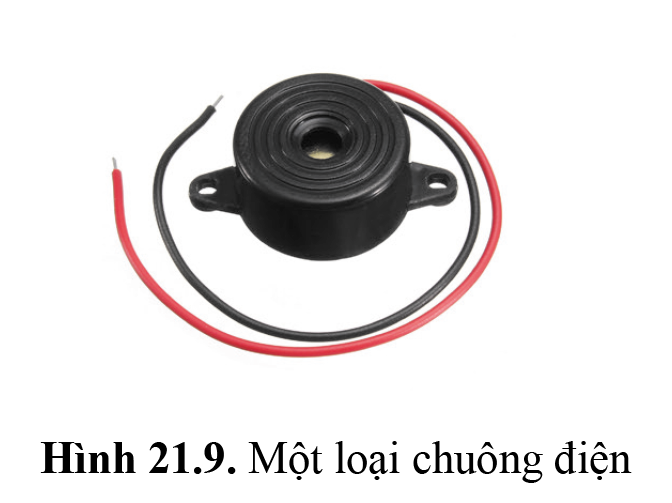 Hình 21.9. Một loại chuông điện